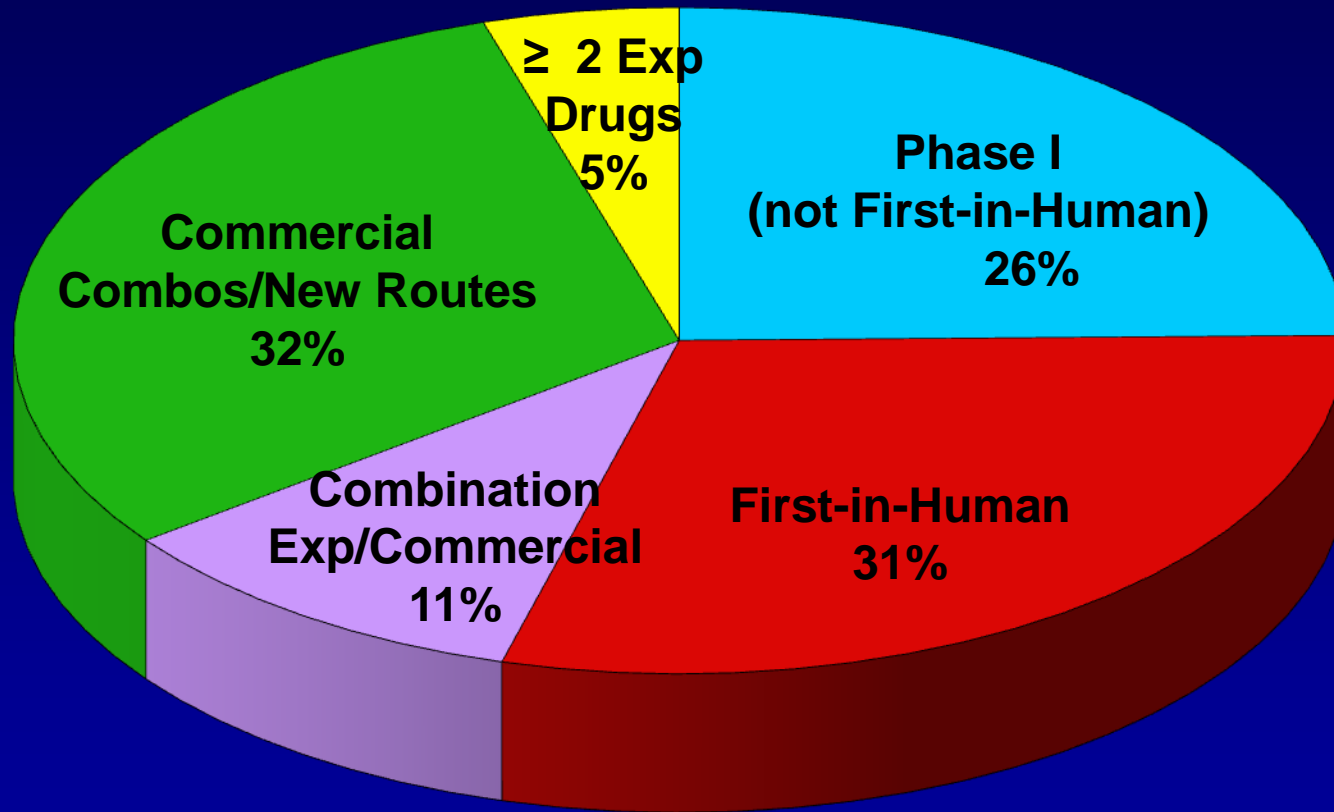 ≥ 2 Exp
Drugs
5%
Phase I
(not First-in-Human)
26%
Commercial
Combos/New Routes
32%
Combination
Exp/Commercial
11%
First-in-Human
31%